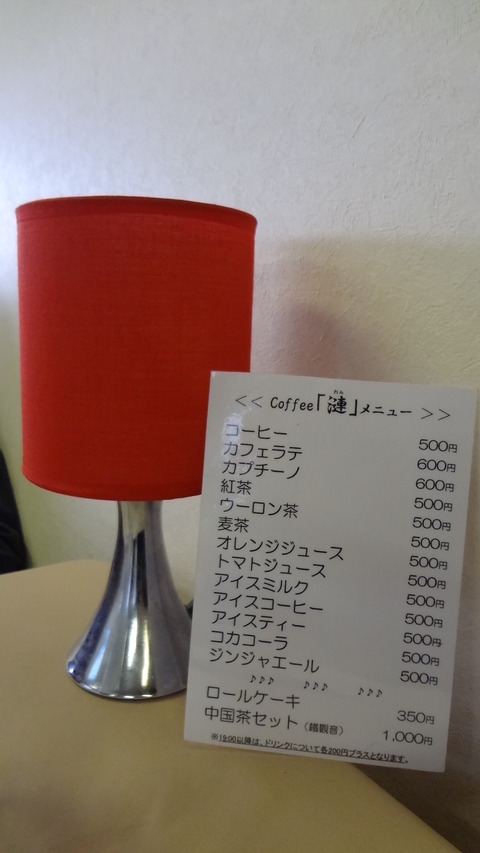 << Coffee「漣」メニュー >>
コーヒー 500円
カフェラテ 600円
カプチーノ 600円
紅茶 500円
ウーロン茶 500円
麦茶 500円
オレンジジュース 500円
トマトジュース 500円
アイスミルク 500円
アイスコーヒー 500円
アイスティー 500円
コカコーラ 500円
ジンジャエール 500円
♪♪♪ ♪♪♪ ♪♪♪
ロールケーキ 350円
中国茶セット（鐵観音） 1,000円
※19:00以降は、ドリンクについて各200円プラスとなります。